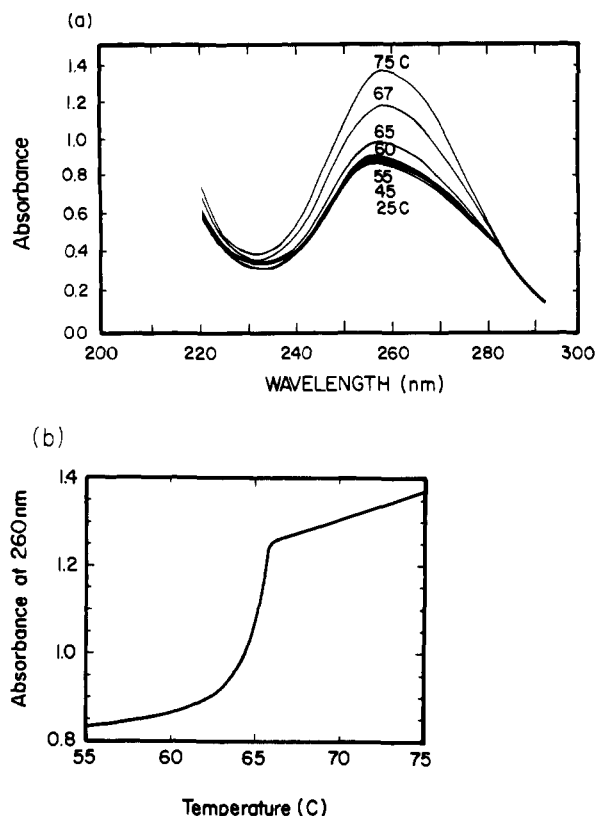 (a)
1.4
1.2
1.0
0.8
0.6
0.4
0.2
0.0
Absorbance
75 C
67
65
60
55
45
25 C
200 220 240 260 280 300
WAVELENGTH (nm)
(b)
1.4
1.2
1.0
0.8
Absorbance at 260nm
55 60 65 70 75
Temperature (C)